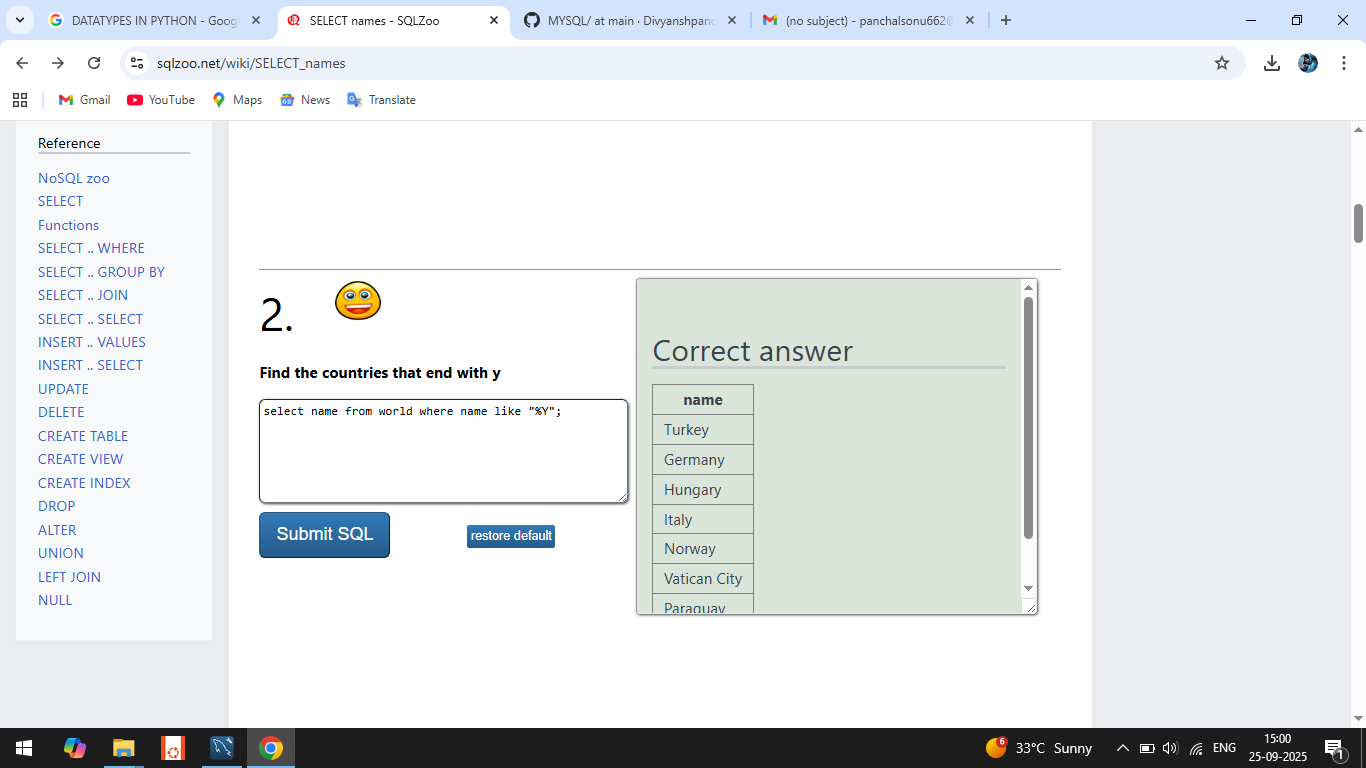 DATATYPES IN PYTHON - Goog
SELECT names - SQLZoo
MYSQL/ at main · Divyanshpan
(no subject) - panchalsonu662@
sqlzoo.net/wiki/SELECT_names
Gmail
YouTube
Maps
News
Translate
Reference
NoSQL zoo
SELECT
Functions
SELECT .. WHERE
SELECT .. GROUP BY
SELECT .. JOIN
SELECT .. SELECT
INSERT .. VALUES
INSERT .. SELECT
UPDATE
DELETE
CREATE TABLE
CREATE VIEW
CREATE INDEX
DROP
ALTER
UNION
LEFT JOIN
NULL
2.
Find the countries that end with y
select name from world where name like "%Y";
Submit SQL
restore default
Correct answer
name
Turkey
Germany
Hungary
Italy
Norway
Vatican City
Paraguay
6
33°C Sunny
ENG
15:00
25-09-2025
1